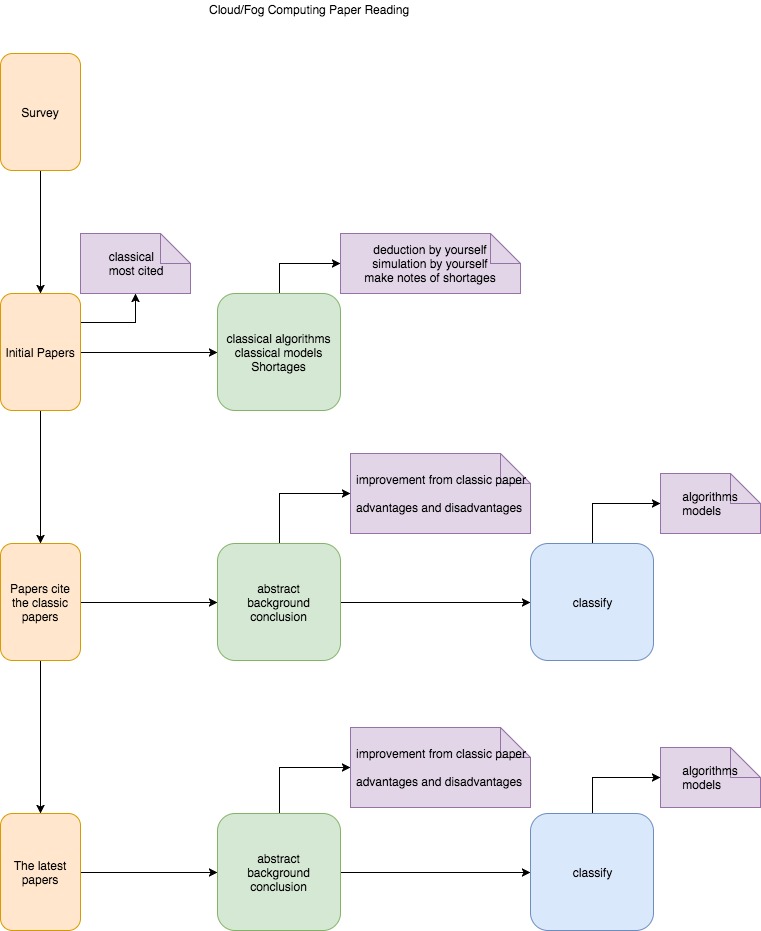 Cloud/Fog Computing Paper Reading
Survey
classical
most cited
deduction by yourself
simulation by yourself
make notes of shortages
Initial Papers
classical algorithms
classical models
Shortages
improvement from classic paper
advantages and disadvantages
algorithms
models
Papers cite
the classic
papers
abstract
background
conclusion
classify
improvement from classic paper
advantages and disadvantages
algorithms
models
The latest
papers
abstract
background
conclusion
classify